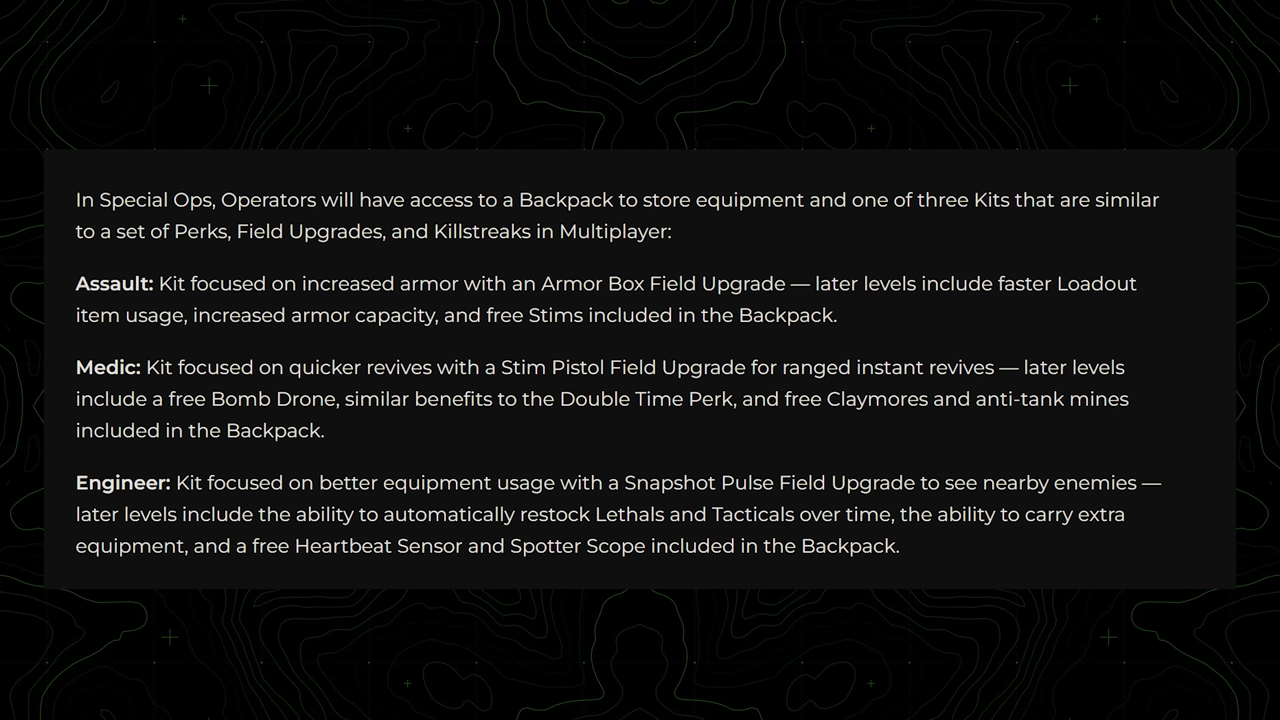 In Special Ops, Operators will have access to a Backpack to store equipment and one of three Kits that are similar
to a set of Perks, Field Upgrades, and Killstreaks in Multiplayer:
Assault: Kit focused on increased armor with an Armor Box Field Upgrade — later levels include faster Loadout
item usage, increased armor capacity, and free Stims included in the Backpack.
Medic: Kit focused on quicker revives with a Stim Pistol Field Upgrade for ranged instant revives — later levels
include a free Bomb Drone, similar benefits to the Double Time Perk, and free Claymores and anti-tank mines
included in the Backpack.
Engineer: Kit focused on better equipment usage with a Snapshot Pulse Field Upgrade to see nearby enemies —
later levels include the ability to automatically restock Lethals and Tacticals over time, the ability to carry extra
equipment, and a free Heartbeat Sensor and Spotter Scope included in the Backpack.